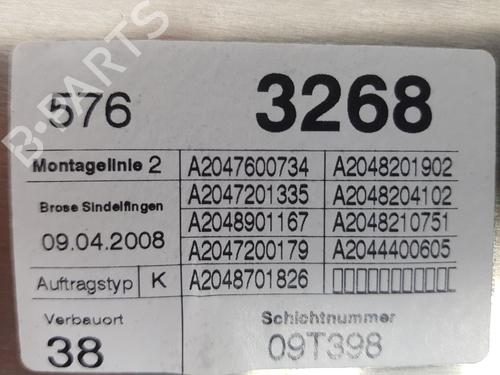 576 3268
Montagelinie 2 A2047600734 A2048201902
A2047201335 A2048204102
Brose Sindelfingen A2048901167 A2048210751
09.04.2008 A2047200179 A2044400605
Auftragstyp K A2048701826
Verbauort Schichtnummer
38 09T398
B-PARTS